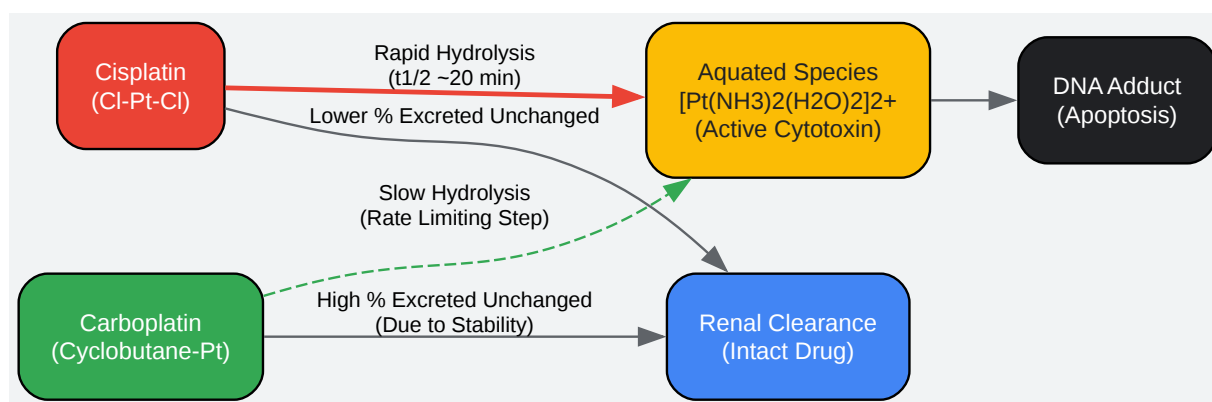 Cisplatin
(Cl-Pt-Cl)
Rapid Hydrolysis
(t1/2 ~20 min)
Lower % Excreted Unchanged
Aquated Species
[Pt(NH3)2(H2O)2]2+
(Active Cytotoxin)
DNA Adduct
(Apoptosis)
Slow Hydrolysis
(Rate Limiting Step)
Carboplatin
(Cyclobutane-Pt)
High % Excreted Unchanged
(Due to Stability)
Renal Clearance
(Intact Drug)